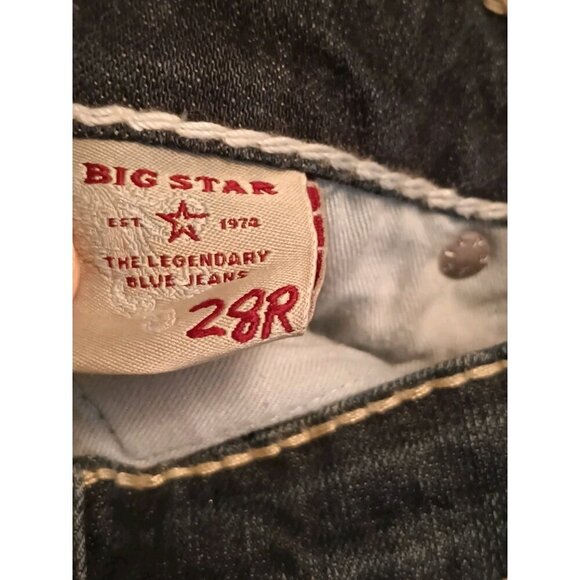 BIG STAR
EST. 1974
THE LEGENDARY
BLUE JEANS
28R